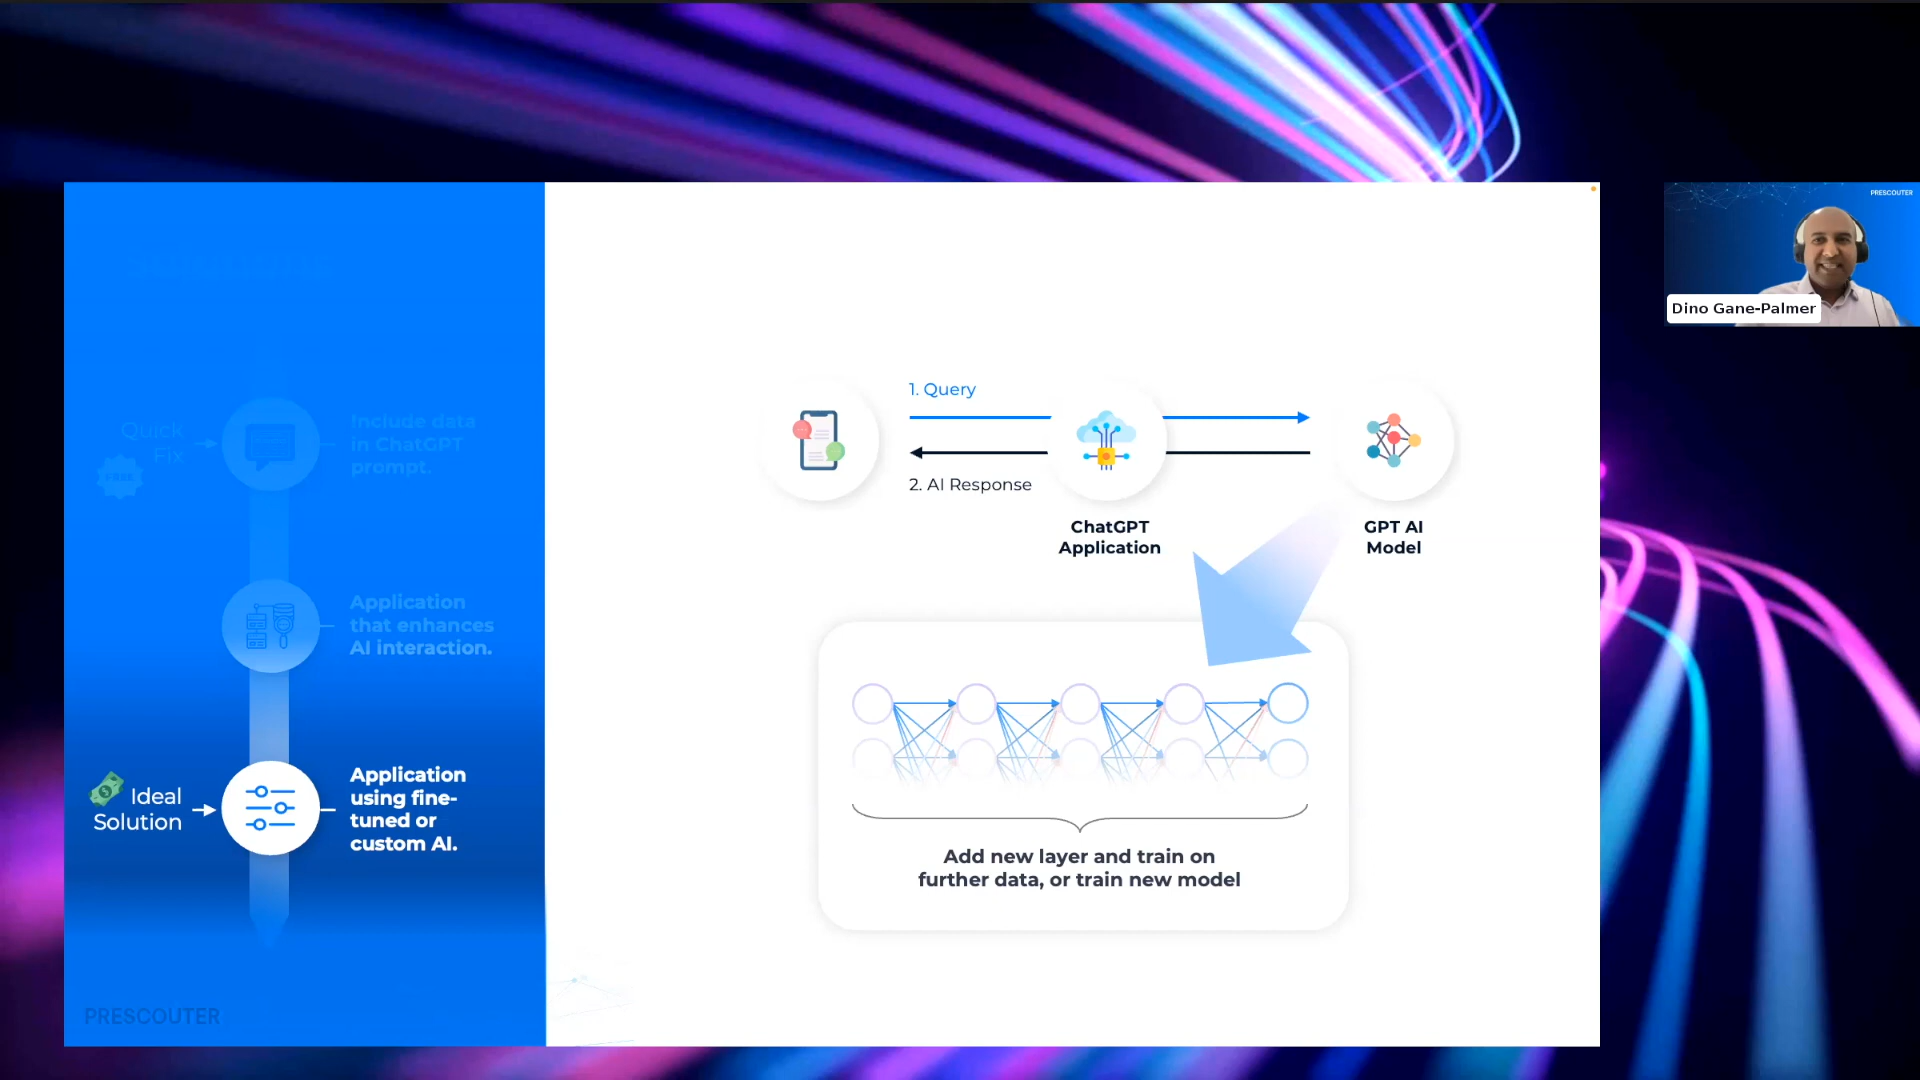 Quick
Fix
FREE
Include data
in ChatGPT
prompt.
Application
that enhances
AI interaction.
Ideal
Solution
Application
using fine-
tuned or
custom AI.
PRESCOUTER
1. Query
2. AI Response
ChatGPT
Application
GPT AI
Model
Add new layer and train on
further data, or train new model
PRESCOUTER
Dino Gane-Palmer